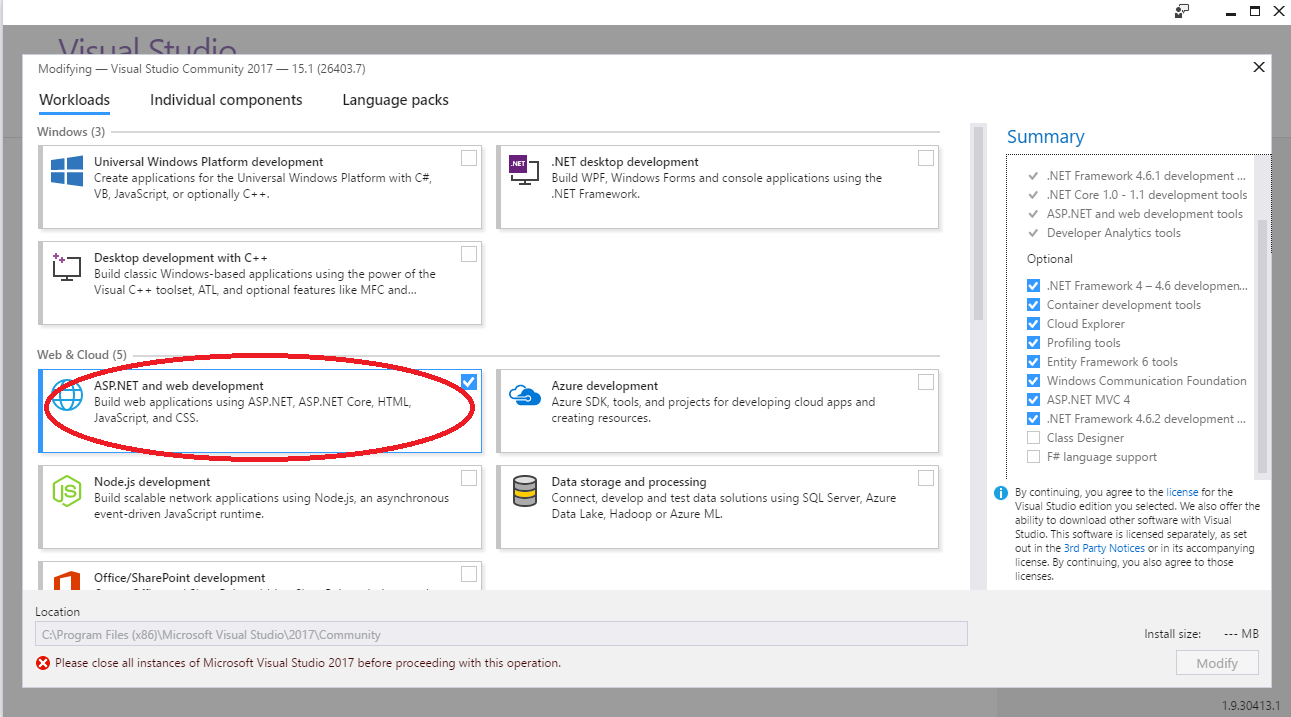 Visual Studio
Modifying — Visual Studio Community 2017 — 15.1 (26403.7)
Workloads
Individual components
Language packs
Windows (3)
Universal Windows Platform development
Create applications for the Universal Windows Platform with C#,
VB, JavaScript, or optionally C++.
.NET
.NET desktop development
Build WPF, Windows Forms and console applications using the
.NET Framework.
Desktop development with C++
Build classic Windows-based applications using the power of the
Visual C++ toolset, ATL, and optional features like MFC and...
Web & Cloud (5)
ASP.NET and web development
Build web applications using ASP.NET, ASP.NET Core, HTML,
JavaScript, and CSS.
Azure development
Azure SDK, tools, and projects for developing cloud apps and
creating resources.
JS
Node.js development
Build scalable network applications using Node.js, an asynchronous
event-driven JavaScript runtime.
Data storage and processing
Connect, develop and test data solutions using SQL Server, Azure
Data Lake, Hadoop or Azure ML.
Office/SharePoint development
Summary
.NET Framework 4.6.1 development ...
.NET Core 1.0 - 1.1 development tools
ASP.NET and web development tools
Developer Analytics tools
Optional
.NET Framework 4 – 4.6 developmen...
Container development tools
Cloud Explorer
Profiling tools
Entity Framework 6 tools
Windows Communication Foundation
ASP.NET MVC 4
.NET Framework 4.6.2 development ...
Class Designer
F# language support
By continuing, you agree to the license for the
Visual Studio edition you selected. We also offer the
ability to download other software with Visual
Studio. This software is licensed separately, as set
out in the 3rd Party Notices or in its accompanying
license. By continuing, you also agree to those
licenses.
Location
C:\Program Files (x86)\Microsoft Visual Studio\2017\Community
Install size: --- MB
Please close all instances of Microsoft Visual Studio 2017 before proceeding with this operation.
Modify
1.9.30413.1